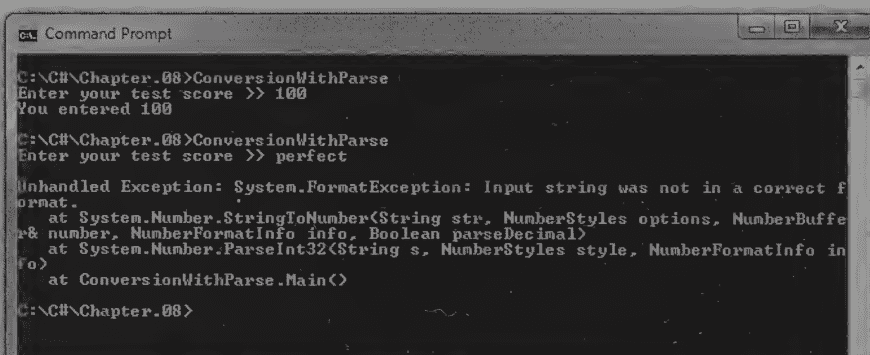 Command Prompt
C:\C#\Chapter.08>ConversionWithParse
Enter your test score >> 100
You entered 100
C:\C#\Chapter.08>ConversionWithParse
Enter your test score >> perfect
Unhandled Exception: System.FormatException: Input string was not in a correct f
ormat.
at System.Number.StringToNumber(String str, NumberStyles options, NumberBuffe
r& number, NumberFormatInfo info, Boolean parseDecimal)
at System.Number.ParseInt32(String s, NumberStyles style, NumberFormatInfo in
fo)
at ConversionWithParse.Main()
C:\C#\Chapter.08>